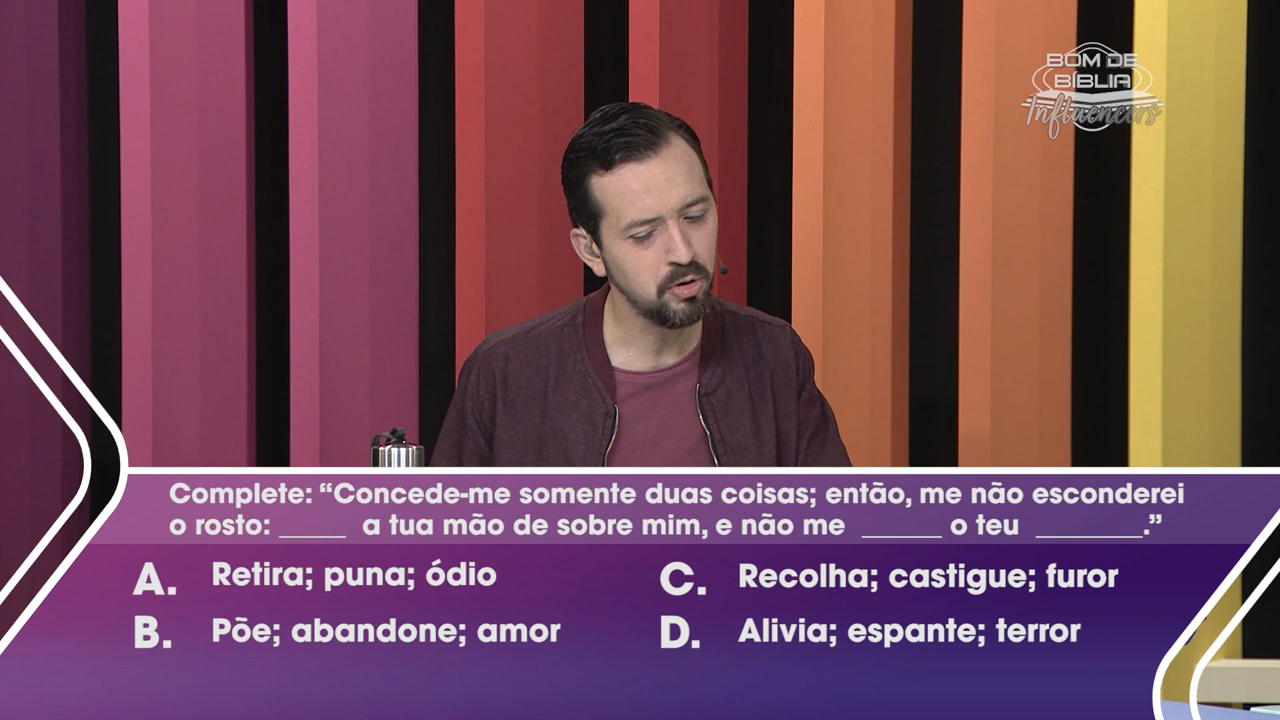 BOM DE
BÍBLIA
Influencers
Complete: “Concede-me somente duas coisas; então, me não esconderei
o rosto: _____ a tua mão de sobre mim, e não me ______ o teu ________.”
A. Retira; puna; ódio
B. Põe; abandone; amor
C. Recolha; castigue; furor
D. Alivia; espante; terror